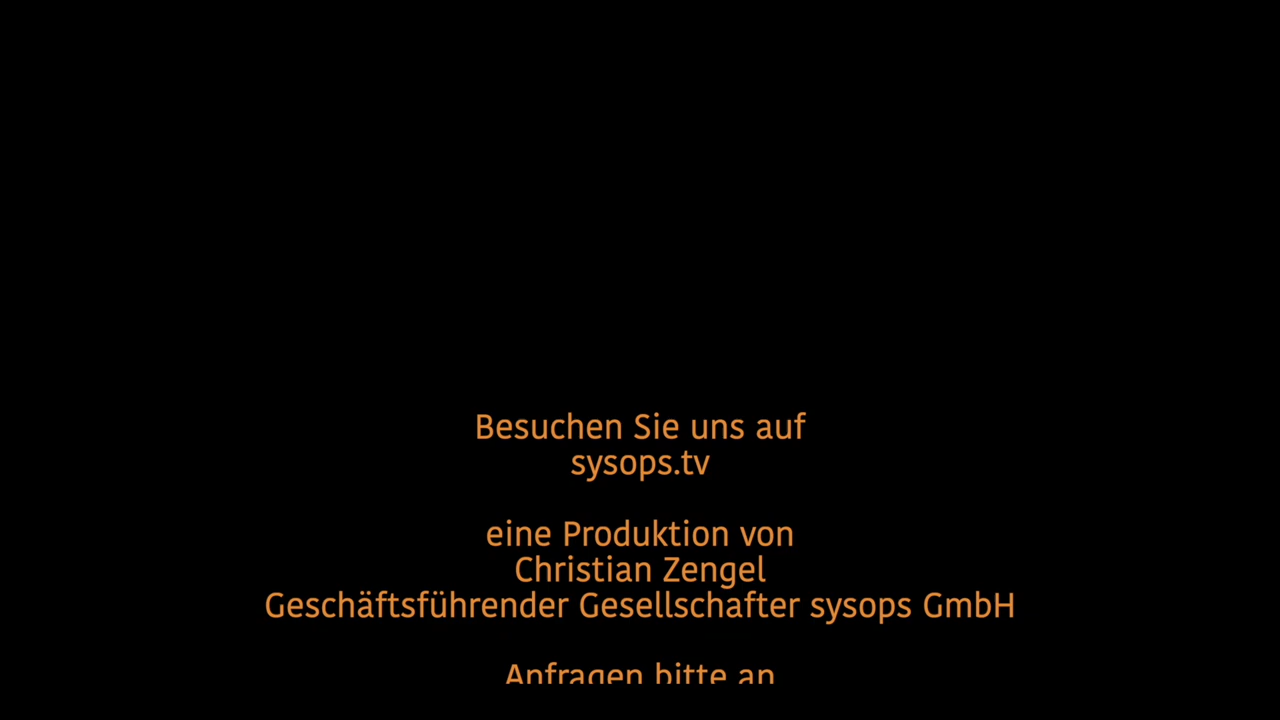 Besuchen Sie uns auf
sysops.tv
eine Produktion von
Christian Zengel
Geschäftsführender Gesellschafter sysops GmbH
Anfragen bitte an